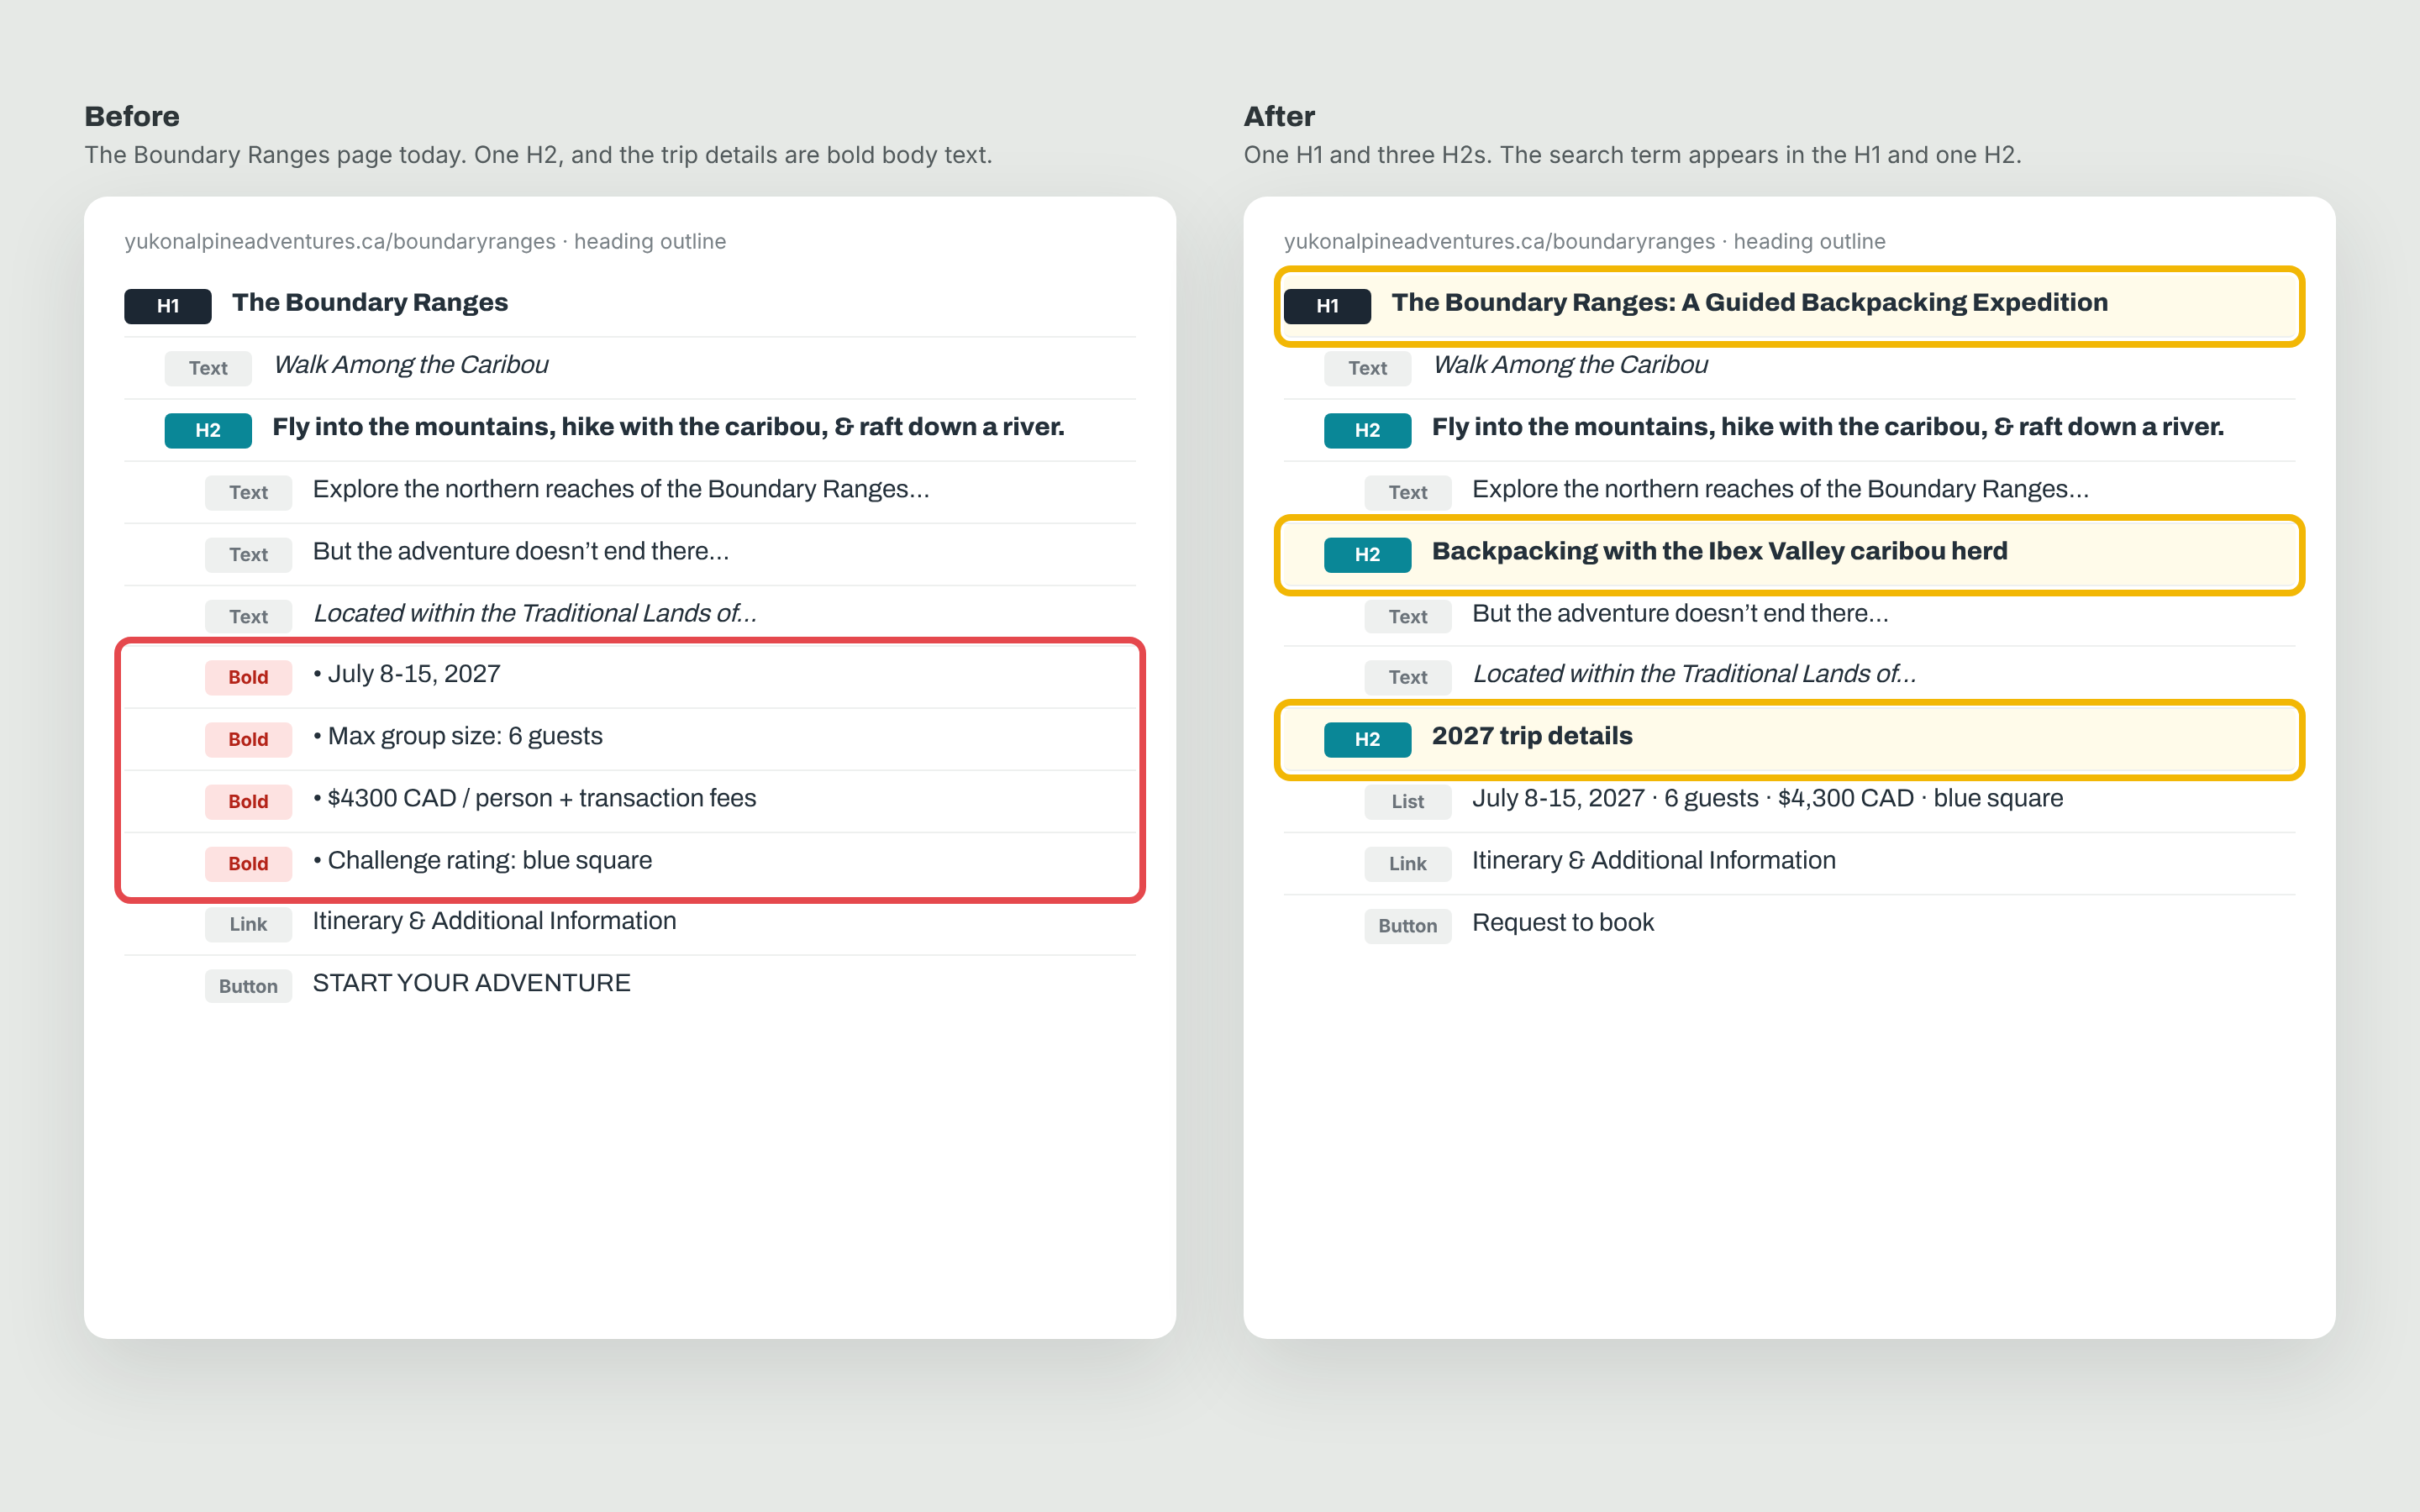 Before
The Boundary Ranges page today. One H2, and the trip details are bold body text.
yukonalpineadventures.ca/boundaryranges · heading outline
H1 The Boundary Ranges
Text Walk Among the Caribou
H2 Fly into the mountains, hike with the caribou, & raft down a river.
Text Explore the northern reaches of the Boundary Ranges…
Text But the adventure doesn’t end there…
Text Located within the Traditional Lands of…
Bold • July 8-15, 2027
Bold • Max group size: 6 guests
Bold • $4300 CAD / person + transaction fees
Bold • Challenge rating: blue square
Link Itinerary & Additional Information
Button START YOUR ADVENTURE
After
One H1 and three H2s. The search term appears in the H1 and one H2.
yukonalpineadventures.ca/boundaryranges · heading outline
H1 The Boundary Ranges: A Guided Backpacking Expedition
Text Walk Among the Caribou
H2 Fly into the mountains, hike with the caribou, & raft down a river.
Text Explore the northern reaches of the Boundary Ranges…
H2 Backpacking with the Ibex Valley caribou herd
Text But the adventure doesn’t end there…
Text Located within the Traditional Lands of…
H2 2027 trip details
List July 8-15, 2027 · 6 guests · $4,300 CAD · blue square
Link Itinerary & Additional Information
Button Request to book